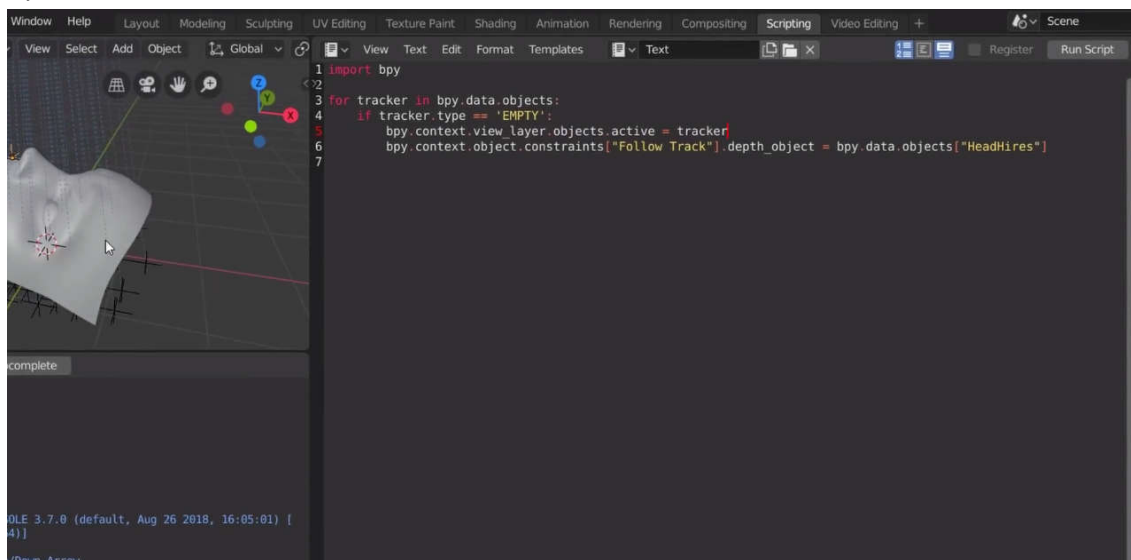 Window Help Layout Modeling Sculpting UV Editing Texture Paint Shading Animation Rendering Compositing Scripting Video Editing + Scene
View Select Add Object Global View Text Edit Format Templates Text Register Run Script
Z
Y
X
1 import bpy
2
3 for tracker in bpy.data.objects:
4 if tracker.type == 'EMPTY':
5 bpy.context.view_layer.objects.active = tracker
6 bpy.context.object.constraints["Follow Track"].depth_object = bpy.data.objects["HeadHires"]
7
complete
OLE 3.7.0 (default, Aug 26 2018, 16:05:01) [
4)]